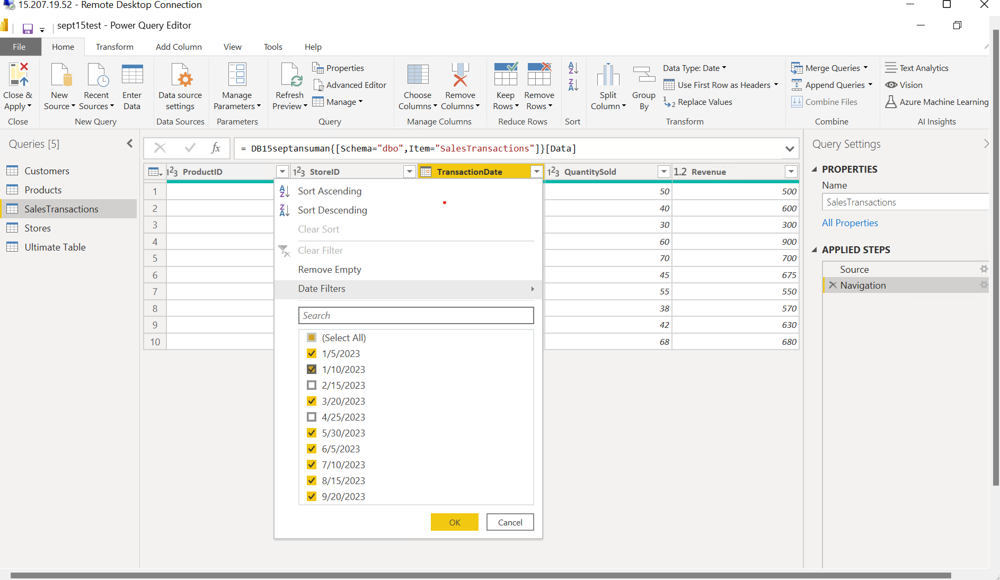 15.207.19.52 - Remote Desktop Connection
sept15test - Power Query Editor
File Home Transform Add Column View Tools Help
Close & Apply
New Source
Recent Sources
Enter Data
Data source settings
Manage Parameters
Refresh Preview
Properties
Advanced Editor
Manage
Choose Columns
Remove Columns
Keep Rows
Remove Rows
A Z
Z A
Split Column
Group By
Data Type: Date
Use First Row as Headers
1 2 Replace Values
Merge Queries
Append Queries
Combine Files
Text Analytics
Vision
Azure Machine Learning
Close
New Query
Data Sources
Parameters
Query
Manage Columns
Reduce Rows
Sort
Transform
Combine
AI Insights
Queries [5]
Customers
Products
SalesTransactions
Stores
Ultimate Table
fx
= DB15septansuman{[Schema="dbo",Item="SalesTransactions"]}[Data]
123 ProductID 123 StoreID TransactionDate 123 QuantitySold 1.2 Revenue
1 50 500
2 40 600
3 30 300
4 60 900
5 70 700
6 45 675
7 55 550
8 38 570
9 42 630
10 68 680
A Z Sort Ascending
Z A Sort Descending
Clear Sort
Clear Filter
Remove Empty
Date Filters
Search
(Select All)
1/5/2023
1/10/2023
2/15/2023
3/20/2023
4/25/2023
5/30/2023
6/5/2023
7/10/2023
8/15/2023
9/20/2023
OK Cancel
Query Settings
PROPERTIES
Name
SalesTransactions
All Properties
APPLIED STEPS
Source
Navigation